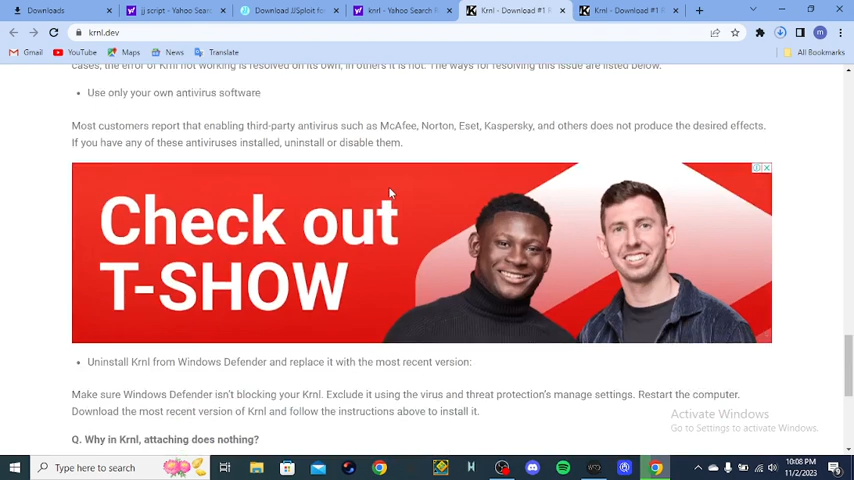 Downloads
jj script - Yahoo Sear
Download JJSploit fo
knrl - Yahoo Search R
Krnl - Download #1 R
Krnl - Download #1 R
krnl.dev
m
Gmail
YouTube
Maps
News
Translate
All Bookmarks
cases, the error of Krnl not working is resolved on its own, in others it is not. The ways for resolving this issue are listed below.
Use only your own antivirus software
Most customers report that enabling third-party antivirus such as McAfee, Norton, Eset, Kaspersky, and others does not produce the desired effects.
If you have any of these antiviruses installed, uninstall or disable them.
Check out
T-SHOW
Uninstall Krnl from Windows Defender and replace it with the most recent version:
Make sure Windows Defender isn't blocking your Krnl. Exclude it using the virus and threat protection's manage settings. Restart the computer.
Download the most recent version of Krnl and follow the instructions above to install it.
Activate Windows
Go to Settings to activate Windows.
Q. Why in Krnl, attaching does nothing?
Type here to search
10:08 PM
11/2/2023